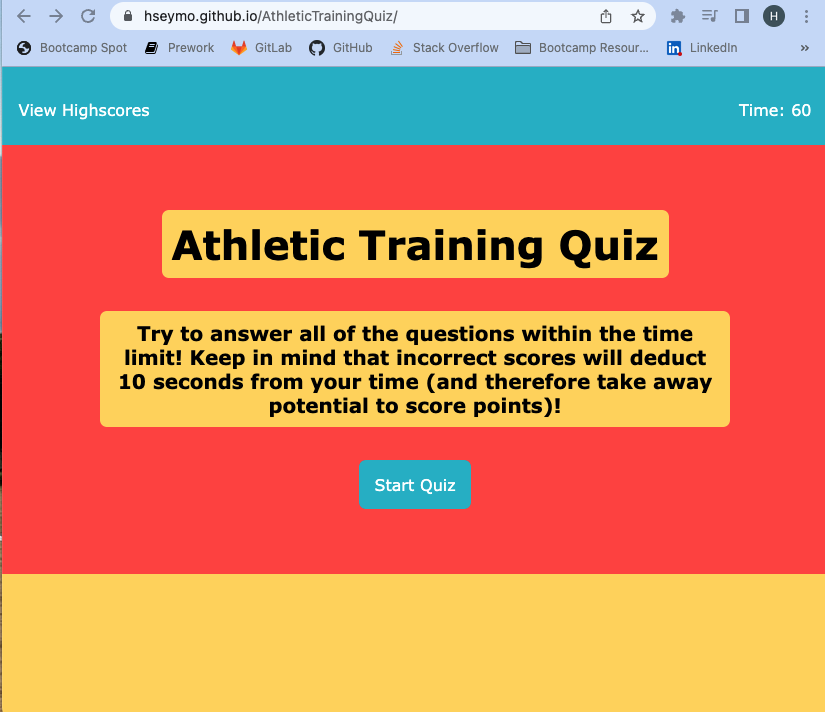 hseymo.github.io/AthleticTrainingQuiz/
H
Bootcamp Spot Prework GitLab GitHub Stack Overflow Bootcamp Resour... LinkedIn »
View Highscores
Time: 60
Athletic Training Quiz
Try to answer all of the questions within the time
limit! Keep in mind that incorrect scores will deduct
10 seconds from your time (and therefore take away
potential to score points)!
Start Quiz